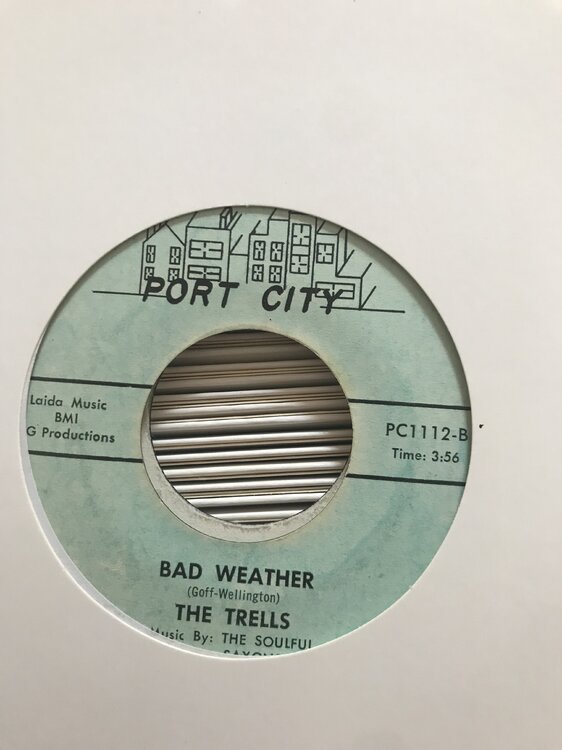 PORT CITY
Laida Music
BMI
G Productions
PC1112-B
Time: 3:56
BAD WEATHER
(Goff-Wellington)
THE TRELLS
Music By: THE SOULFUL